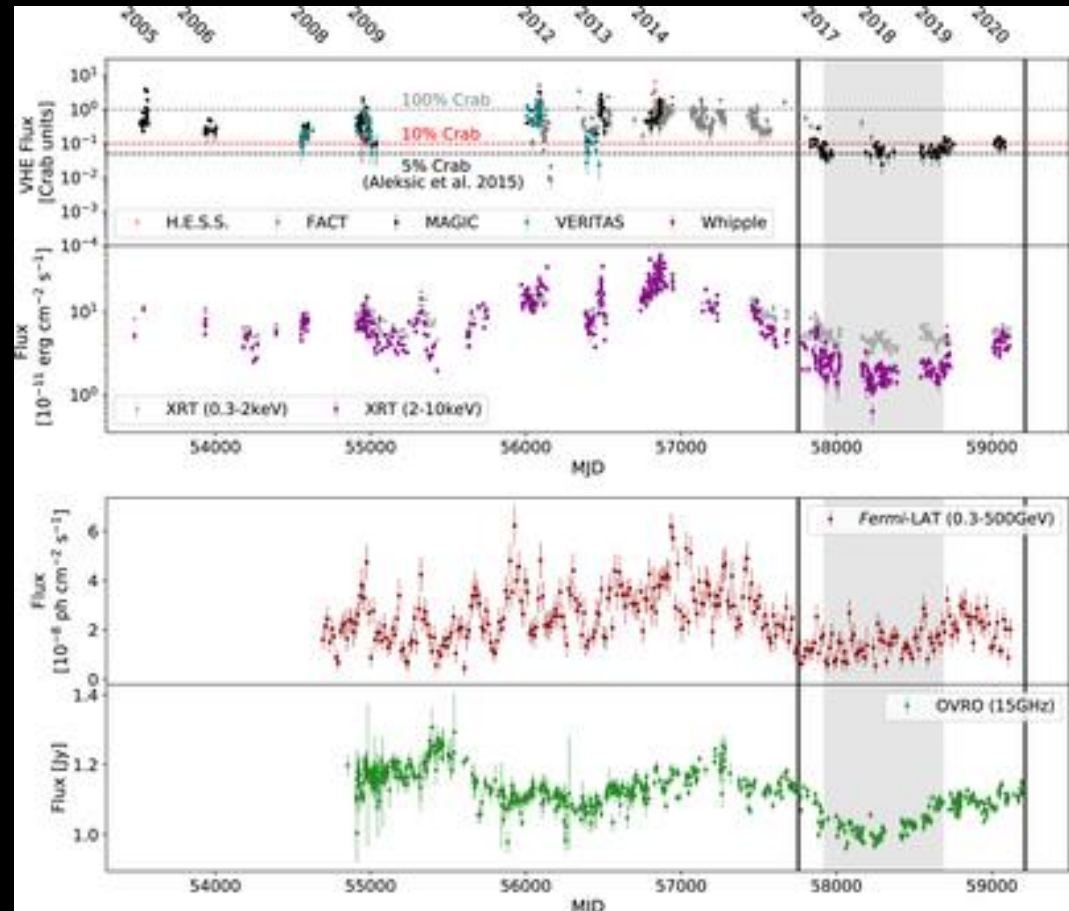 2005 2006 2008 2009 2012 2013 2014 2017 2018 2019 2020
VHE Flux
[Crab units]
10¹
10⁰
10⁻¹
10⁻²
10⁻³
10⁻⁴
100% Crab
10% Crab
5% Crab
(Aleksic et al. 2015)
H.E.S.S. FACT MAGIC VERITAS Whipple
Flux
[10⁻¹¹ erg cm⁻² s⁻¹]
10¹
10⁰
XRT (0.3-2keV) XRT (2-10keV)
54000 55000 56000 57000 58000 59000
MJD
Flux
[10⁻⁸ ph cm⁻² s⁻¹]
6
4
2
0
Fermi-LAT (0.3-500GeV)
Flux [Jy]
1.4
1.2
1.0
OVRO (15GHz)
54000 55000 56000 57000 58000 59000
MJD